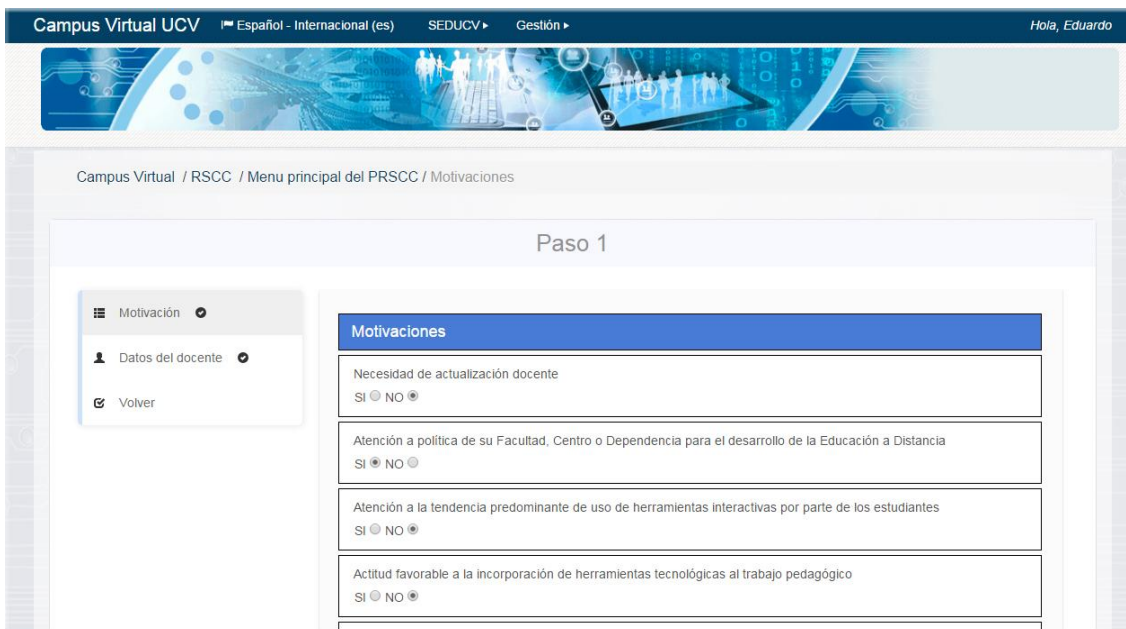 Campus Virtual UCV Español - Internacional (es) SEDUCV Gestión Hola, Eduardo
Campus Virtual / RSCC / Menu principal del PRSCC / Motivaciones
Paso 1
Motivación
Datos del docente
Volver
Motivaciones
Necesidad de actualización docente
SI NO
Atención a política de su Facultad, Centro o Dependencia para el desarrollo de la Educación a Distancia
SI NO
Atención a la tendencia predominante de uso de herramientas interactivas por parte de los estudiantes
SI NO
Actitud favorable a la incorporación de herramientas tecnológicas al trabajo pedagógico
SI NO